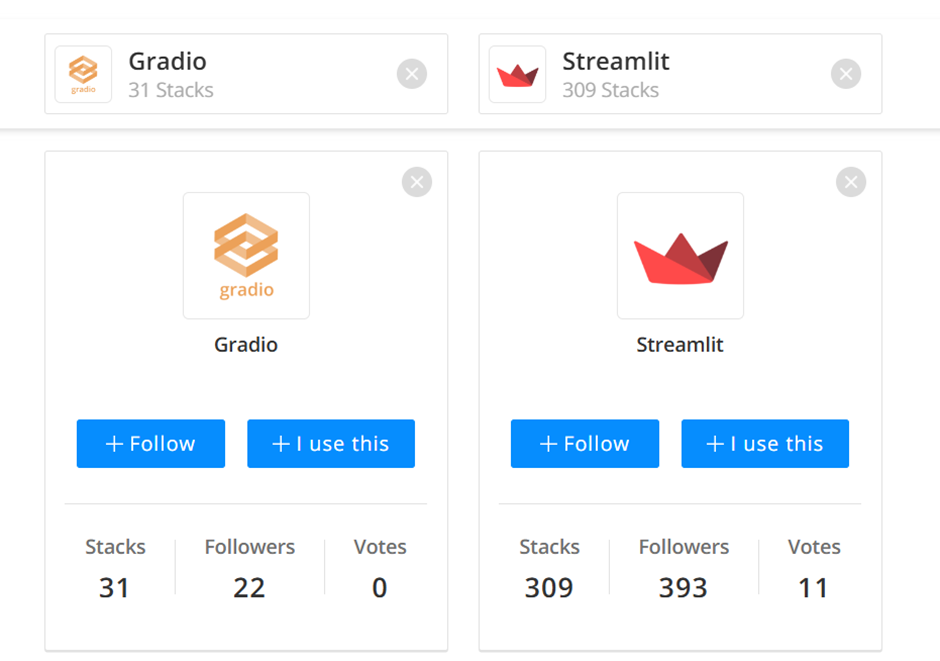 Gradio
31 Stacks
gradio
Streamlit
309 Stacks
gradio
Gradio
+ Follow
+ I use this
Stacks Followers Votes
31 22 0
Streamlit
+ Follow
+ I use this
Stacks Followers Votes
309 393 11